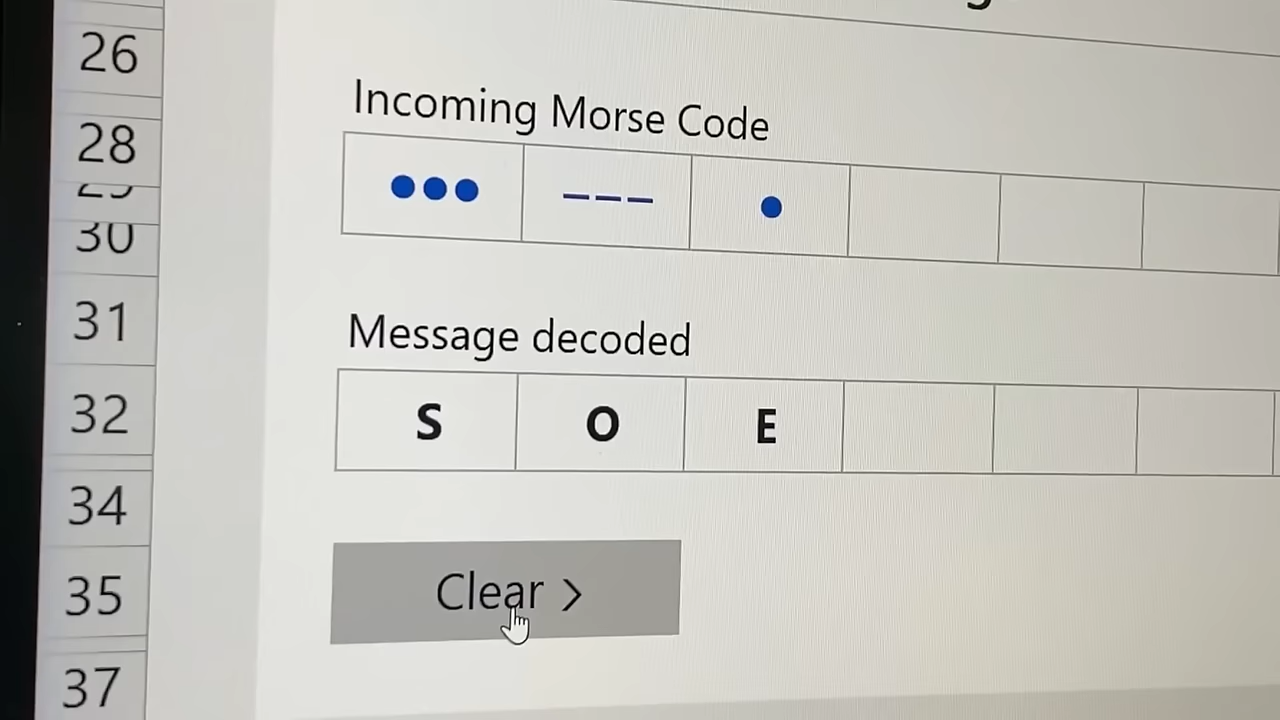 26
Incoming Morse Code
28
●●● ––– ●
30
31
Message decoded
32
S O E
34
Clear >
35
37